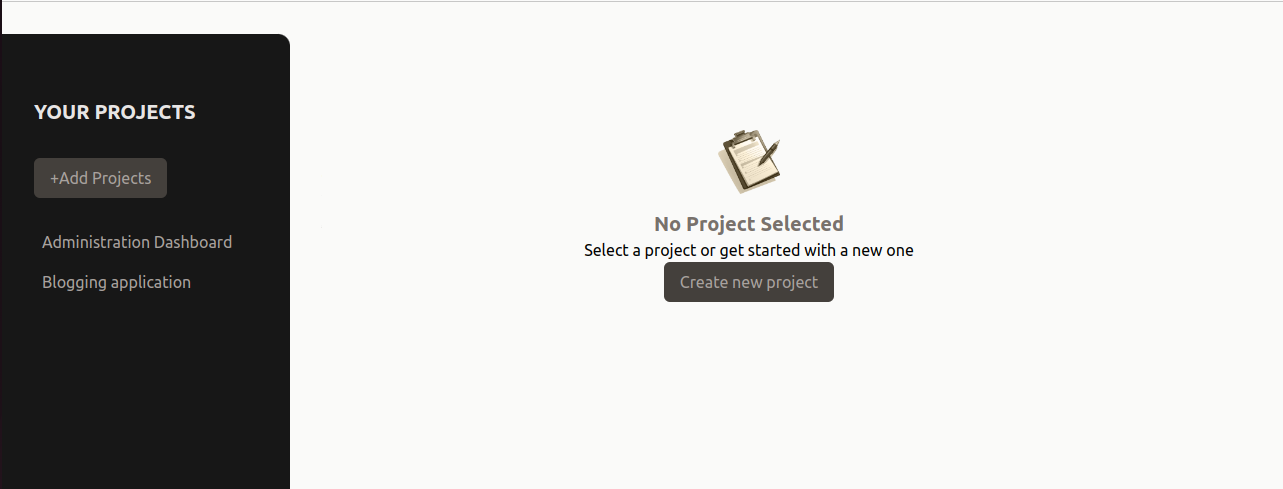 YOUR PROJECTS
+Add Projects
Administration Dashboard
Blogging application
No Project Selected
Select a project or get started with a new one
Create new project